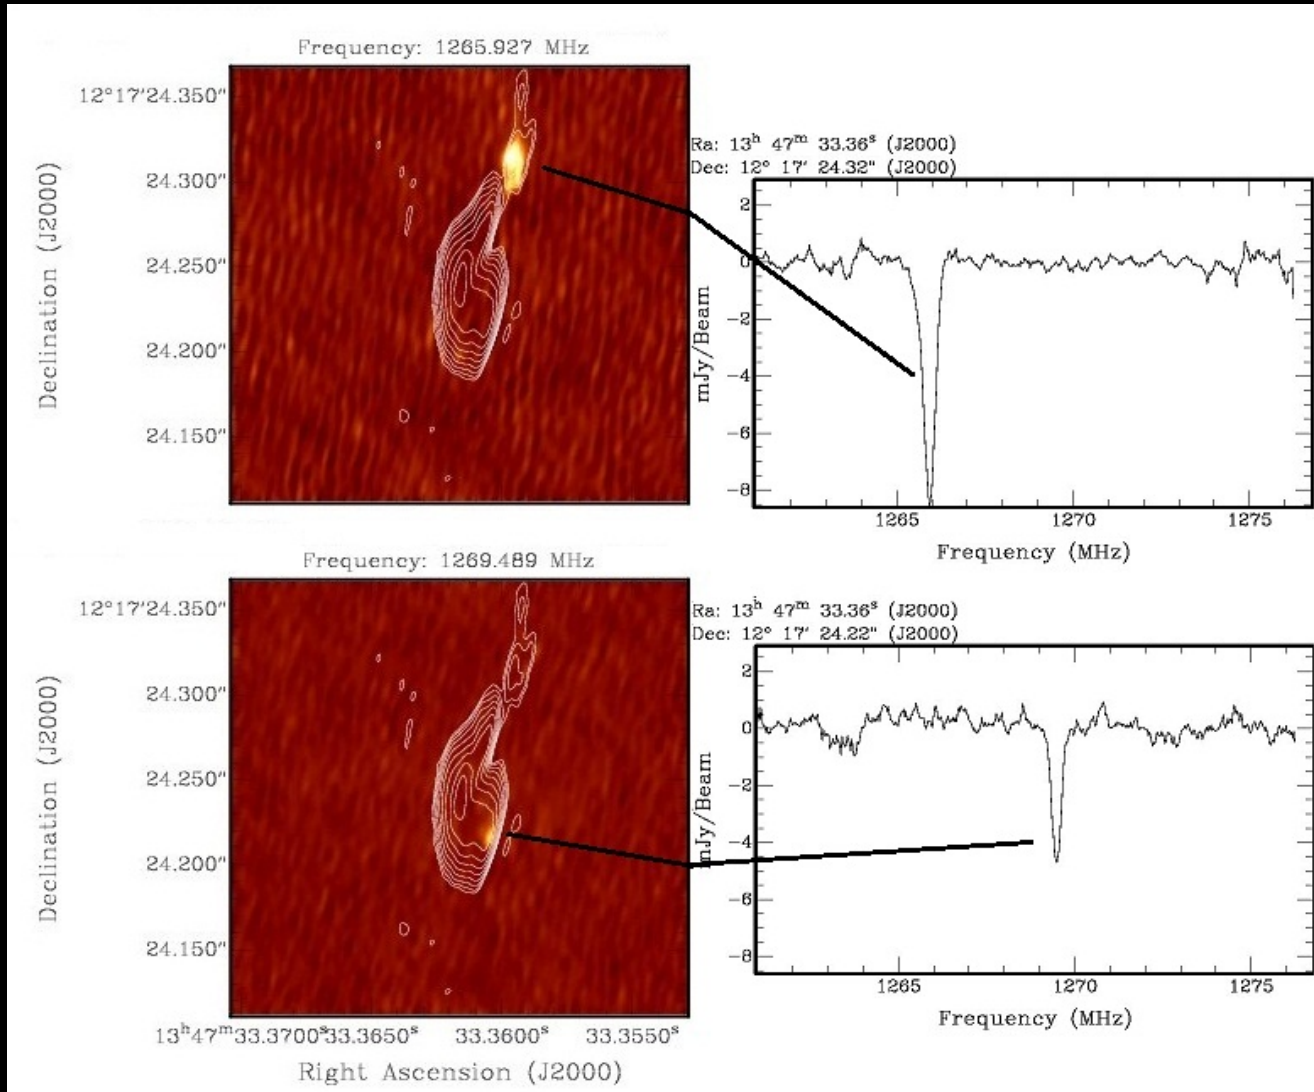 Frequency: 1265.927 MHz
12°17'24.350"
24.300"
24.250"
24.200"
24.150"
Declination (J2000)
Ra: 13h 47m 33.36s (J2000)
Dec: 12° 17' 24.32" (J2000)
2
0
−2
−4
−6
−8
mJy/Beam
1265
1270
1275
Frequency (MHz)
Frequency: 1269.489 MHz
12°17'24.350"
24.300"
24.250"
24.200"
24.150"
Declination (J2000)
13h47m33.3700s 33.3650s 33.3600s 33.3550s
Right Ascension (J2000)
Ra: 13h 47m 33.36s (J2000)
Dec: 12° 17' 24.22" (J2000)
2
0
−2
−4
−6
−8
mJy/Beam
1265
1270
1275
Frequency (MHz)